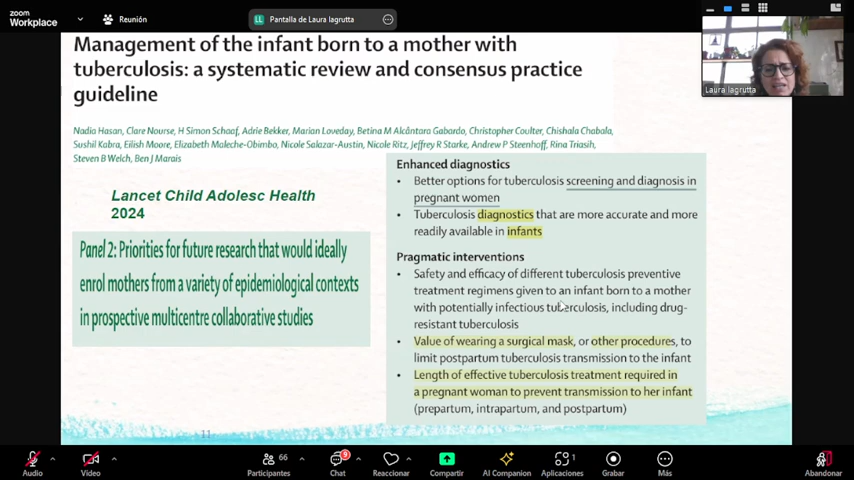 zoom
Workplace
Reunión
LL Pantalla de Laura lagrutta
Management of the infant born to a mother with
tuberculosis: a systematic review and consensus practice
guideline
Nadia Hasan, Clare Nourse, H Simon Schaaf, Adrie Bekker, Marian Loveday, Betina M Alcântara Gabardo, Christopher Coulter, Chishala Chabala,
Sushil Kabra, Eilish Moore, Elizabeth Maleche-Obimbo, Nicole Salazar-Austin, Nicole Ritz, Jeffrey R Starke, Andrew P Steenhoff, Rina Triasih,
Steven B Welch, Ben J Marais
Lancet Child Adolesc Health
2024
Panel 2: Priorities for future research that would ideally
enrol mothers from a variety of epidemiological contexts
in prospective multicentre collaborative studies
Enhanced diagnostics
• Better options for tuberculosis screening and diagnosis in
pregnant women
• Tuberculosis diagnostics that are more accurate and more
readily available in infants
Pragmatic interventions
• Safety and efficacy of different tuberculosis preventive
treatment regimens given to an infant born to a mother
with potentially infectious tuberculosis, including drug-
resistant tuberculosis
• Value of wearing a surgical mask, or other procedures, to
limit postpartum tuberculosis transmission to the infant
• Length of effective tuberculosis treatment required in
a pregnant woman to prevent transmission to her infant
(prepartum, intrapartum, and postpartum)
11
Laura lagrutta
Audio
Vídeo
66
Participantes
9
Chat
Reaccionar
Compartir
AI Companion
1
Aplicaciones
Grabar
Más
Abandonar